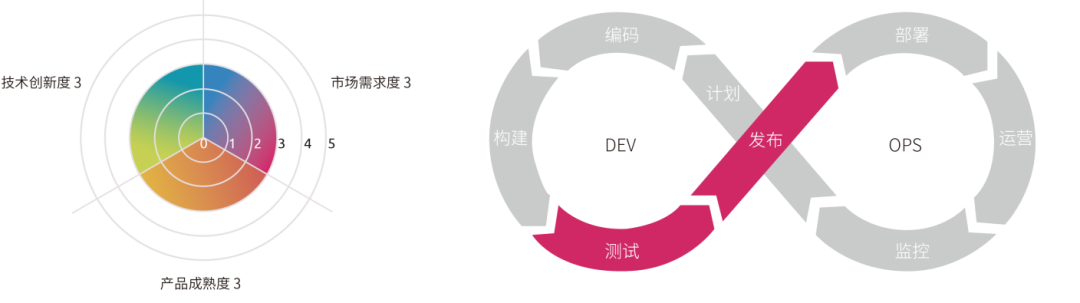 技术创新度 3
市场需求度 3
0 1 2 3 4 5
产品成熟度 3
编码
部署
计划
构建
DEV
发布
OPS
运营
测试
监控